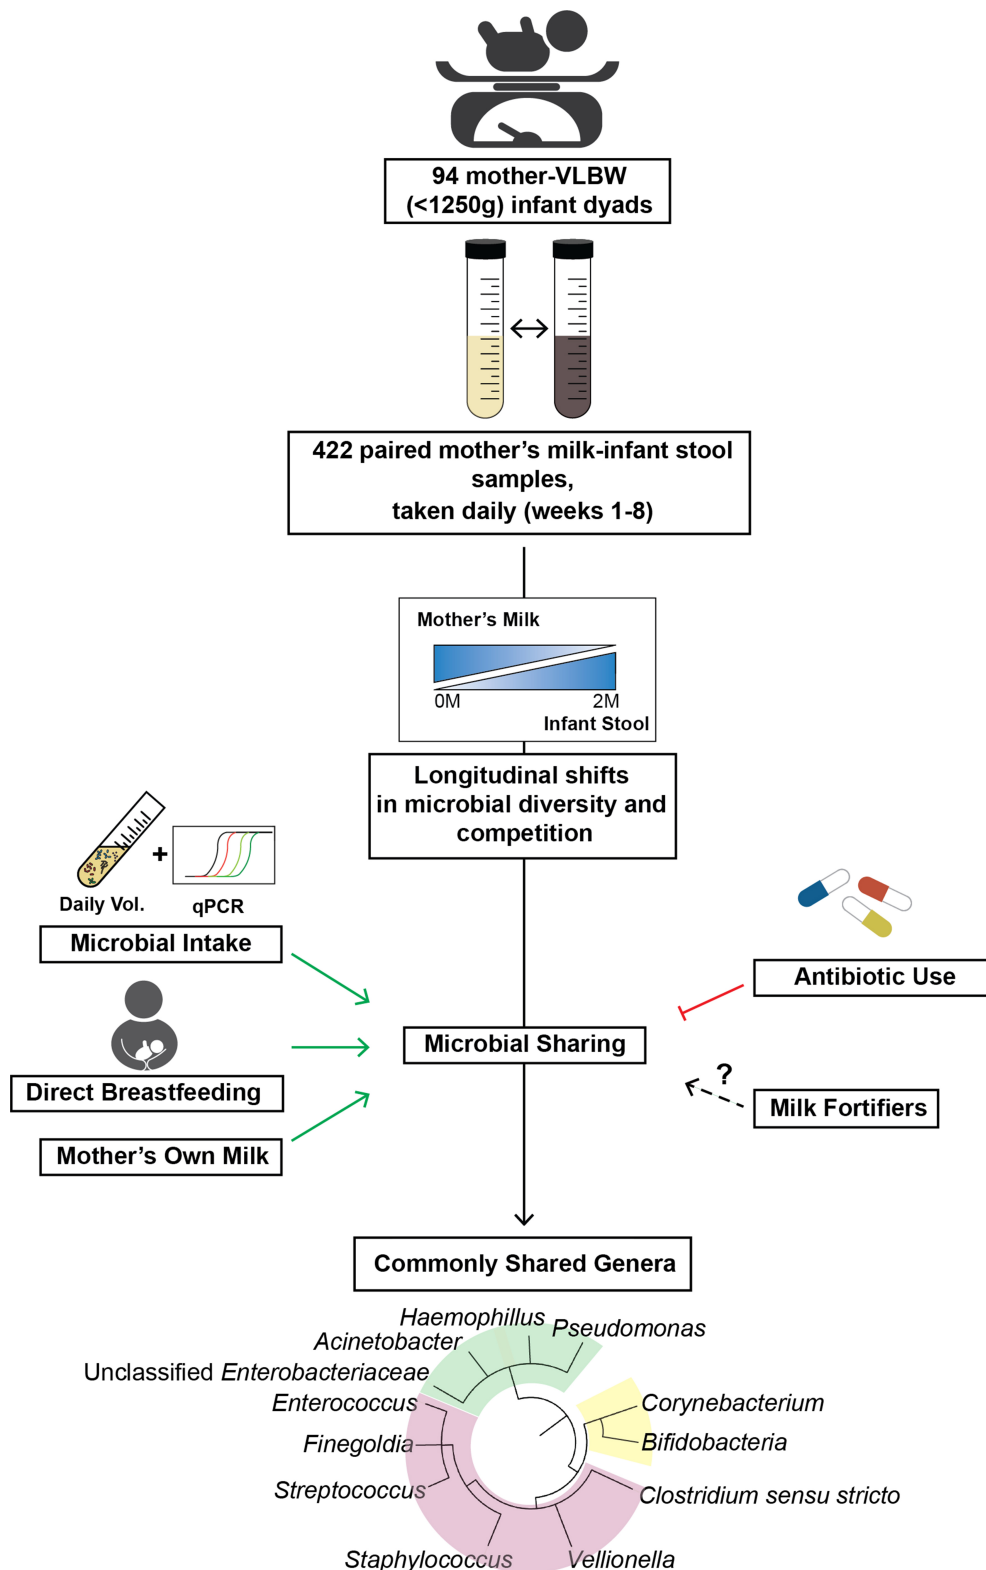 94 mother-VLBW
(<1250g) infant dyads
422 paired mother's milk-infant stool
samples,
taken daily (weeks 1-8)
Mother's Milk
0M 2M
Infant Stool
Longitudinal shifts
in microbial diversity and
competition
+
Daily Vol. qPCR
Microbial Intake
Direct Breastfeeding
Mother's Own Milk
Antibiotic Use
Microbial Sharing
?
Milk Fortifiers
Commonly Shared Genera
Haemophillus
Pseudomonas
Acinetobacter
Unclassified Enterobacteriaceae
Enterococcus
Corynebacterium
Finegoldia
Bifidobacteria
Streptococcus
Clostridium sensu stricto
Staphylococcus
Vellionella